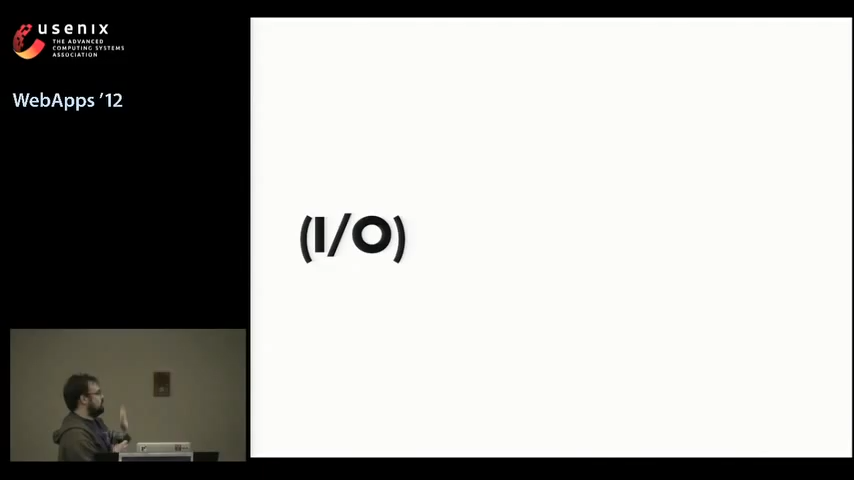 usenix
THE ADVANCED
COMPUTING SYSTEMS
ASSOCIATION
WebApps ’12
(I/O)